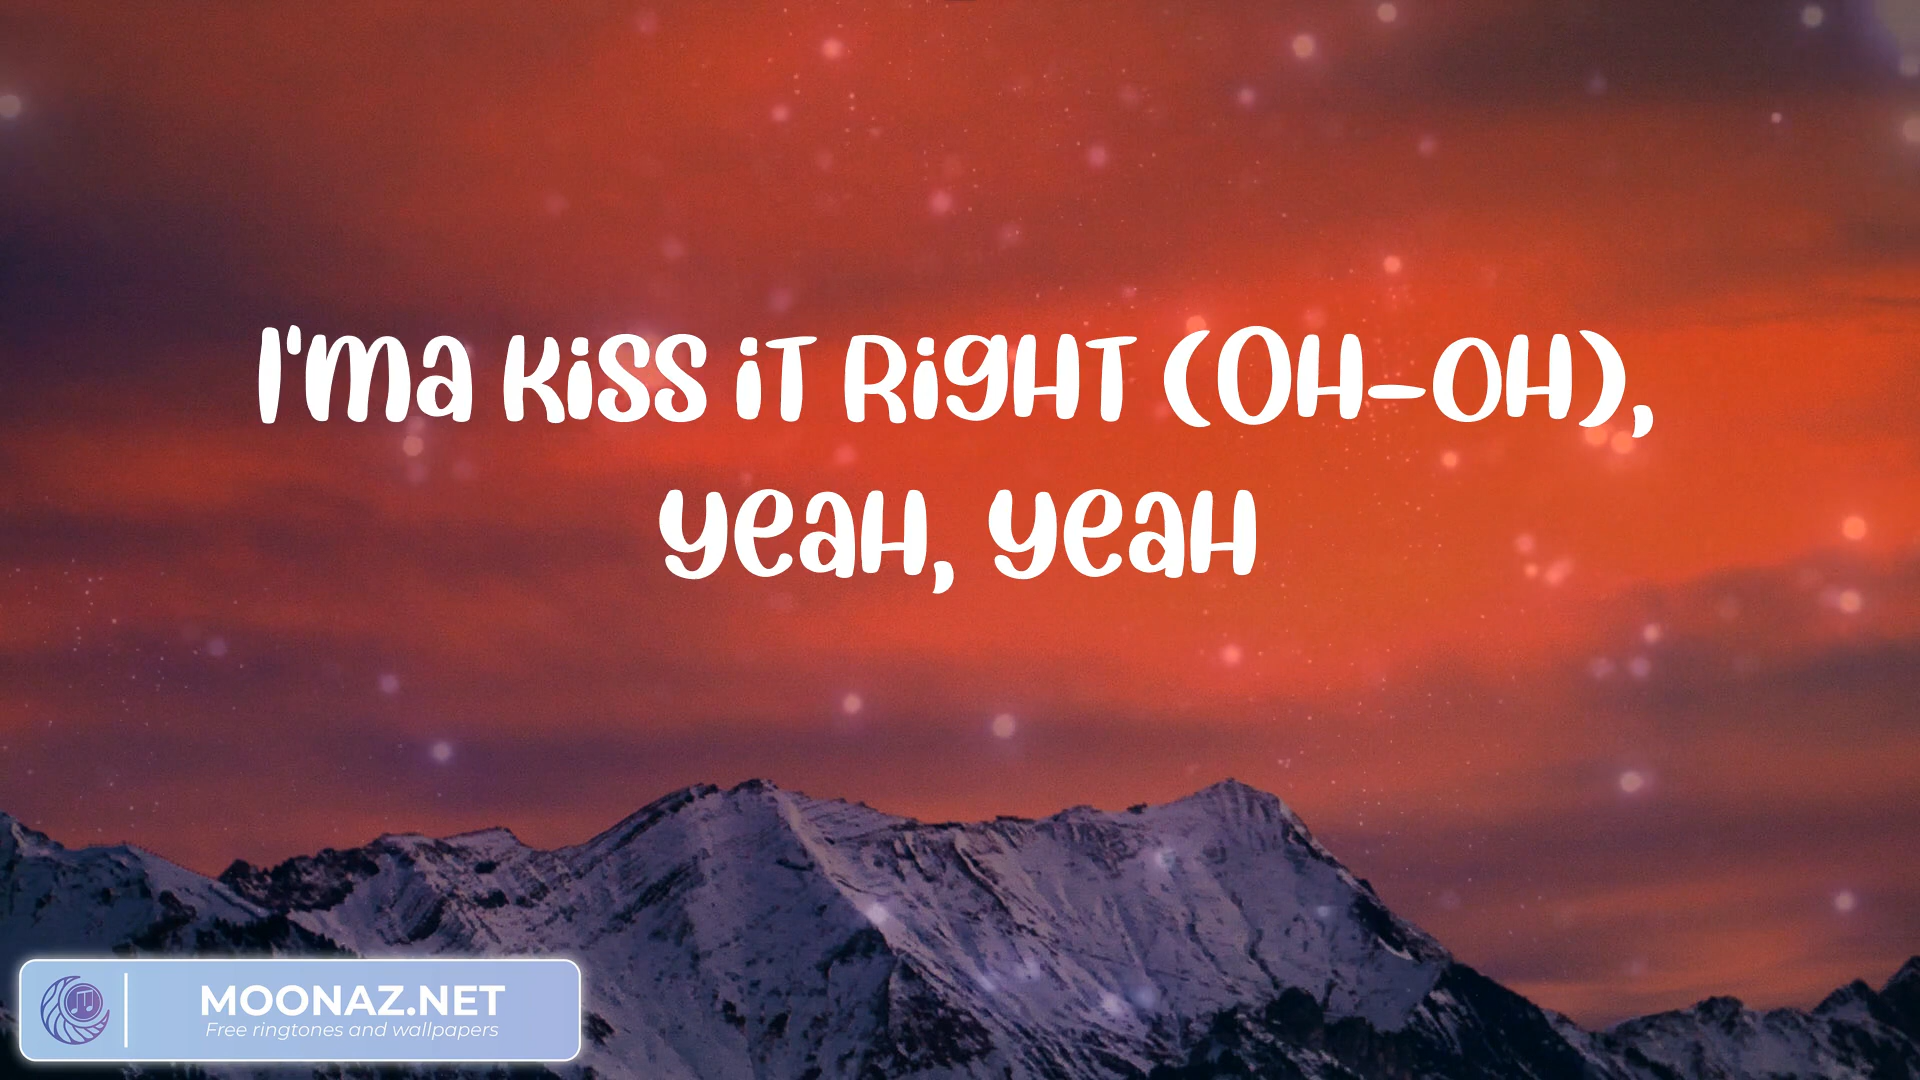 I'ma kiss it right (Oh-oh),
yeah, yeah
MOONAZ.NET
Free ringtones and wallpapers